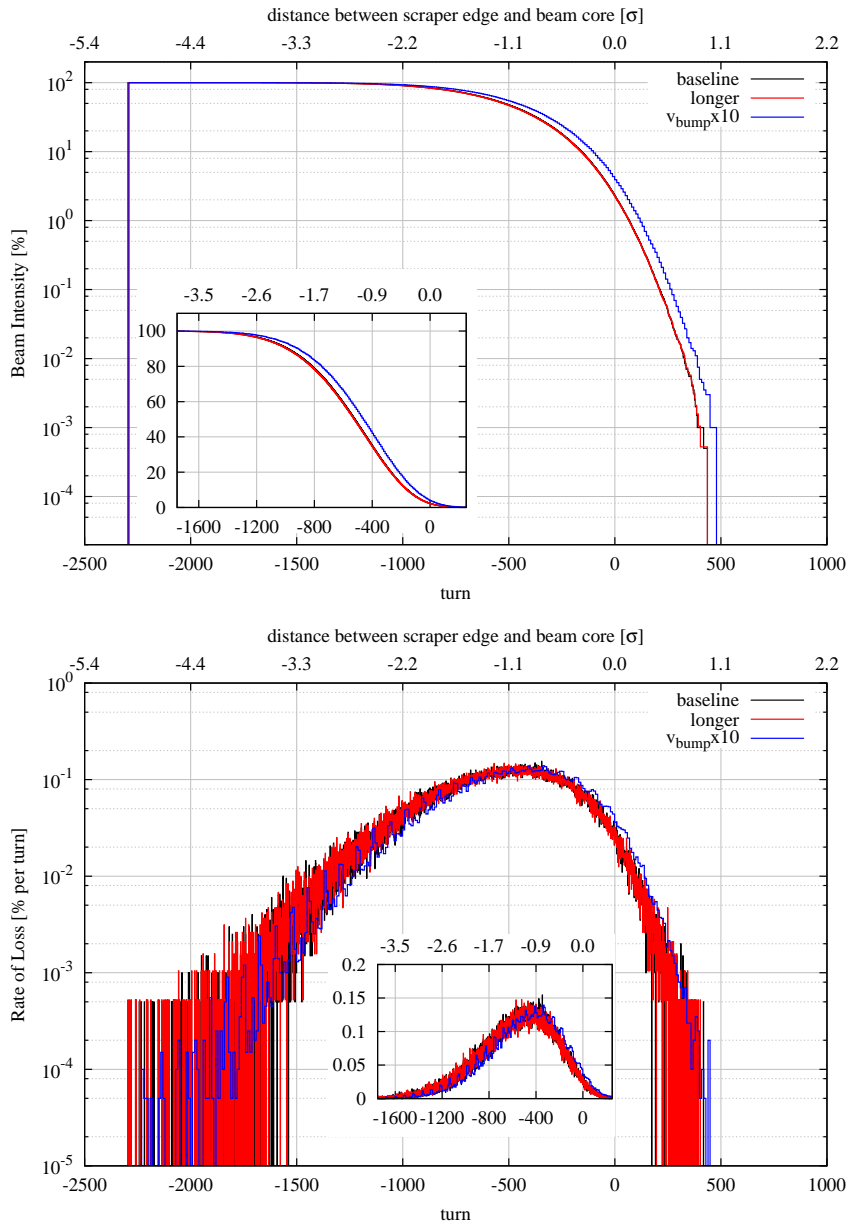 distance between scraper edge and beam core [σ]
-5.4 -4.4 -3.3 -2.2 -1.1 0.0 1.1 2.2
10^2
10^1
10^0
10^-1
10^-2
10^-3
10^-4
Beam Intensity [%]
baseline
longer
v_bump x10
-3.5 -2.6 -1.7 -0.9 0.0
100
80
60
40
20
0
-1600 -1200 -800 -400 0
-2500 -2000 -1500 -1000 -500 0 500 1000
turn
distance between scraper edge and beam core [σ]
-5.4 -4.4 -3.3 -2.2 -1.1 0.0 1.1 2.2
10^0
10^-1
10^-2
10^-3
10^-4
10^-5
Rate of Loss [% per turn]
baseline
longer
v_bump x10
-3.5 -2.6 -1.7 -0.9 0.0
0.2
0.15
0.1
0.05
0
-1600 -1200 -800 -400 0
-2500 -2000 -1500 -1000 -500 0 500 1000
turn